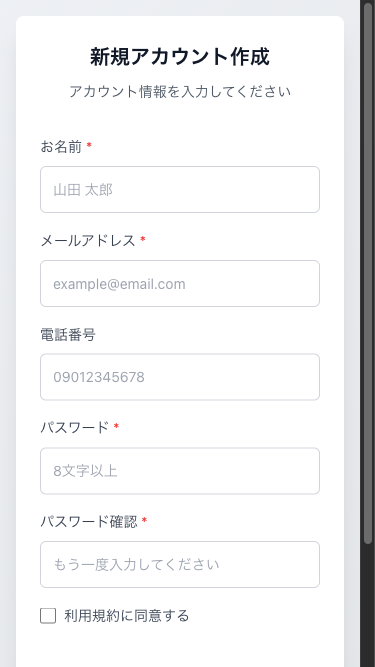 新規アカウント作成
アカウント情報を入力してください
お名前 *
山田 太郎
メールアドレス *
example@email.com
電話番号
09012345678
パスワード *
8文字以上
パスワード確認 *
もう一度入力してください
利用規約に同意する